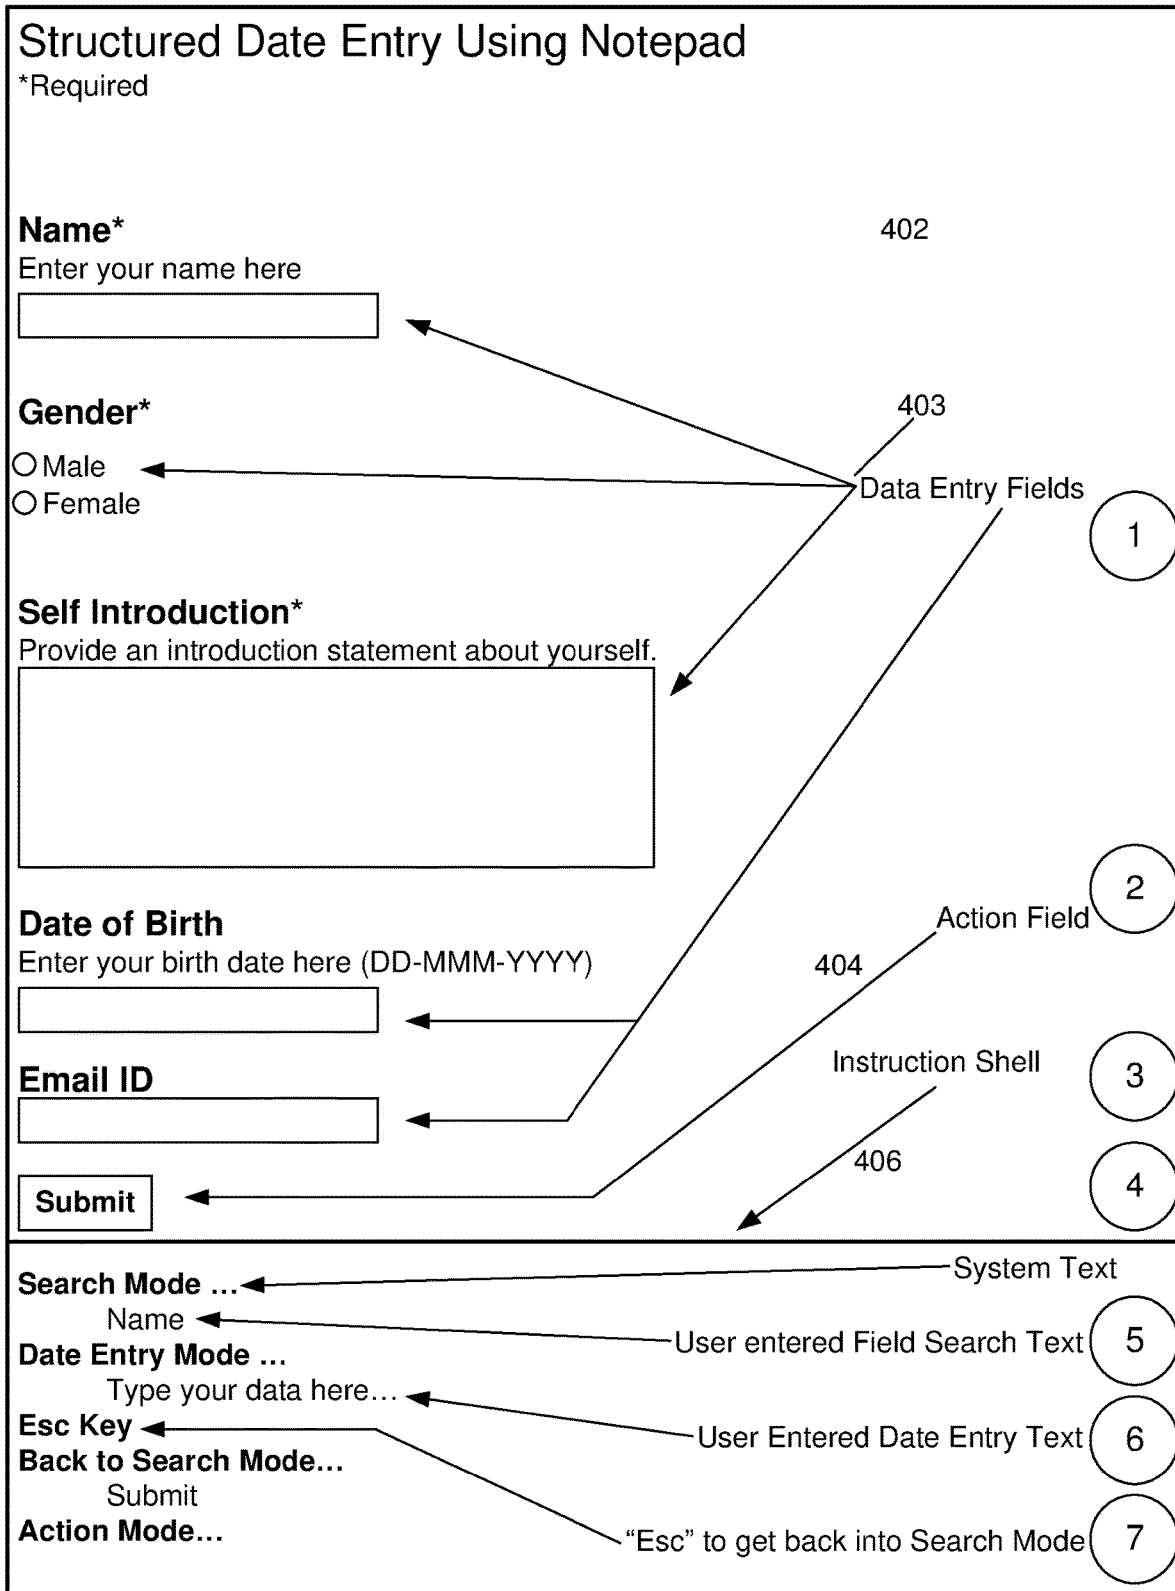 Structured Date Entry Using Notepad
*Required
Name*
402
Enter your name here
Gender*
403
Male
Female
Data Entry Fields
1
Self Introduction*
Provide an introduction statement about yourself.
2
Action Field
Date of Birth
Enter your birth date here (DD-MMM-YYYY)
404
Instruction Shell
3
Email ID
406
4
Submit
System Text
Search Mode ...
Name
User entered Field Search Text
5
Date Entry Mode ...
Type your data here...
Esc Key
User Entered Date Entry Text
6
Back to Search Mode...
Submit
Action Mode...
"Esc" to get back into Search Mode
7